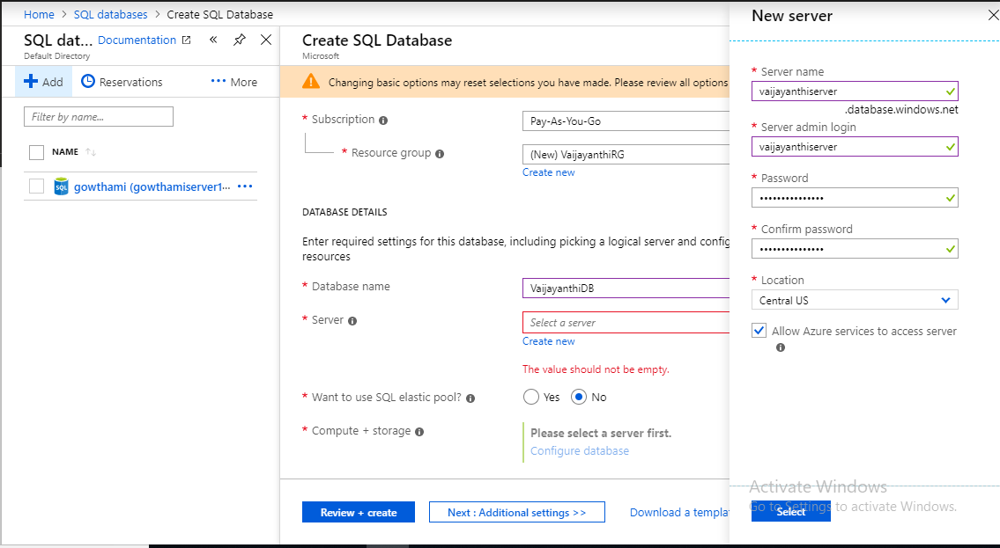 Home > SQL databases > Create SQL Database
SQL dat... Documentation
Default Directory
Add Reservations ... More
Filter by name...
NAME
gowthami (gowthamiserver1... ...
Create SQL Database
Microsoft
Changing basic options may reset selections you have made. Please review all options
* Subscription
Pay-As-You-Go
* Resource group
(New) VaijayanthiRG
Create new
DATABASE DETAILS
Enter required settings for this database, including picking a logical server and config
resources
* Database name
VaijayanthiDB
* Server
Select a server
Create new
The value should not be empty.
* Want to use SQL elastic pool?
Yes No
* Compute + storage
Please select a server first.
Configure database
Review + create
Next : Additional settings >>
Download a templat
New server
* Server name
vaijayanthiserver
.database.windows.net
* Server admin login
vaijayanthiserver
* Password
•••••••••••••••
* Confirm password
•••••••••••••••
* Location
Central US
Allow Azure services to access server
Activate Windows
Go to Settings to activate Windows.
Select